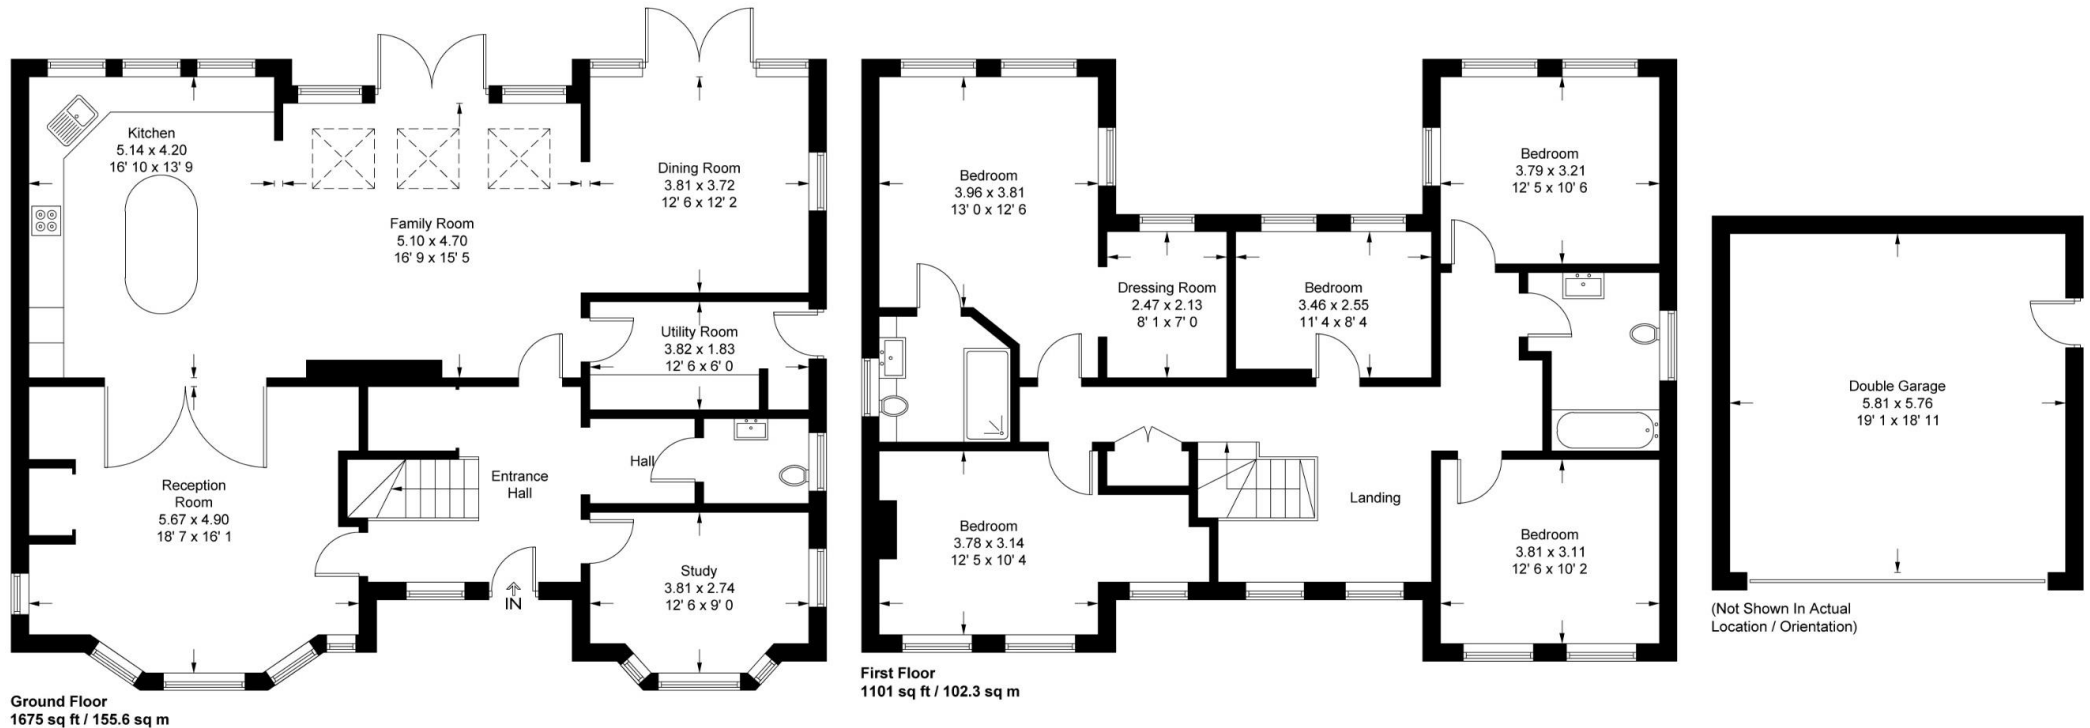 Kitchen
5.14 x 4.20
16' 10 x 13' 9
Family Room
5.10 x 4.70
16' 9 x 15' 5
Dining Room
3.81 x 3.72
12' 6 x 12' 2
Utility Room
3.82 x 1.83
12' 6 x 6' 0
Reception
Room
5.67 x 4.90
18' 7 x 16' 1
Entrance
Hall
Hall
Study
3.81 x 2.74
12' 6 x 9' 0
IN
Ground Floor
1675 sq ft / 155.6 sq m
Bedroom
3.96 x 3.81
13' 0 x 12' 6
Dressing Room
2.47 x 2.13
8' 1 x 7' 0
Bedroom
3.46 x 2.55
11' 4 x 8' 4
Bedroom
3.79 x 3.21
12' 5 x 10' 6
Bedroom
3.78 x 3.14
12' 5 x 10' 4
Landing
Bedroom
3.81 x 3.11
12' 6 x 10' 2
First Floor
1101 sq ft / 102.3 sq m
Double Garage
5.81 x 5.76
19' 1 x 18' 11
(Not Shown In Actual
Location / Orientation)